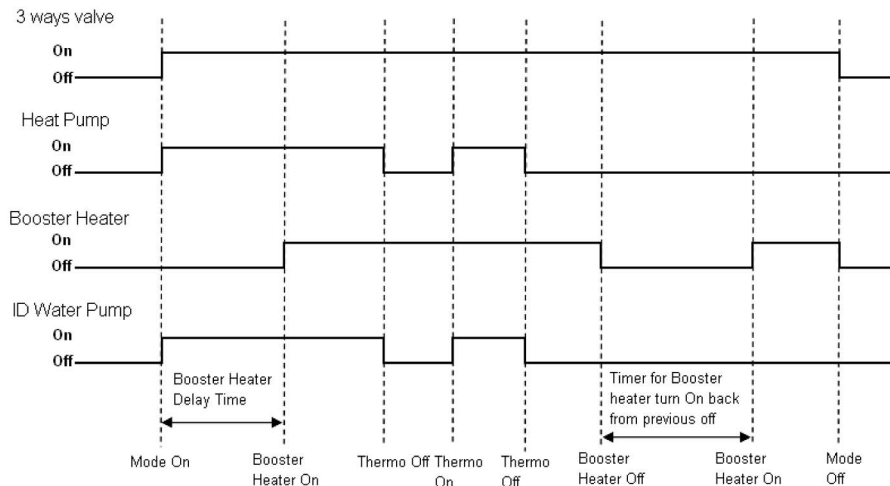 3 ways valve
On
Off
Heat Pump
On
Off
Booster Heater
On
Off
ID Water Pump
On
Off
Booster Heater
Delay Time
Timer for Booster
heater turn On back
from previous off
Mode On
Booster
Heater On
Thermo Off
Thermo
On
Thermo
Off
Booster
Heater Off
Booster
Heater On
Mode
Off